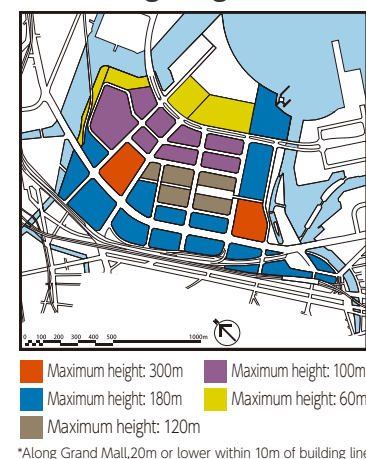 0 100 200 300 400 500 1000m
Maximum height: 300m Maximum height: 100m
Maximum height: 180m Maximum height: 60m
Maximum height: 120m
*Along Grand Mall,20m or lower within 10m of building line